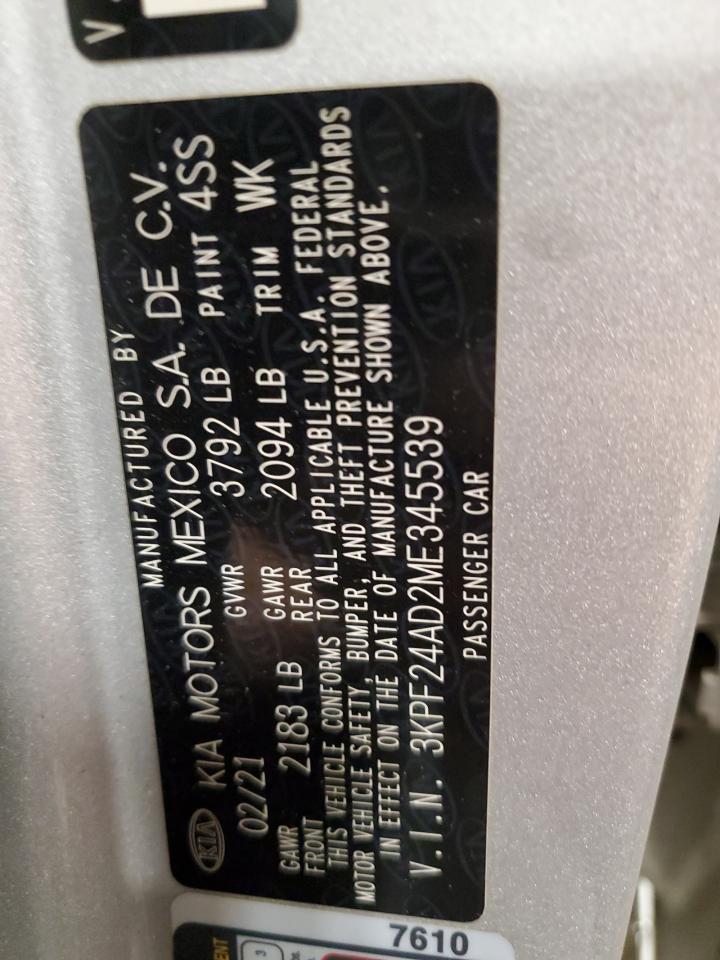 V
MANUFACTURED BY
KIA KIA MOTORS MEXICO S.A. DE C.V.
02/21 GVWR 3792 LB PAINT 4SS
GAWR FRONT 2183 LB GAWR REAR 2094 LB TRIM WK
THIS VEHICLE CONFORMS TO ALL APPLICABLE U.S.A. FEDERAL
MOTOR VEHICLE SAFETY, BUMPER, AND THEFT PREVENTION STANDARDS
IN EFFECT ON THE DATE OF MANUFACTURE SHOWN ABOVE.
V.I.N. 3KPF24AD2ME345539
PASSENGER CAR
7610